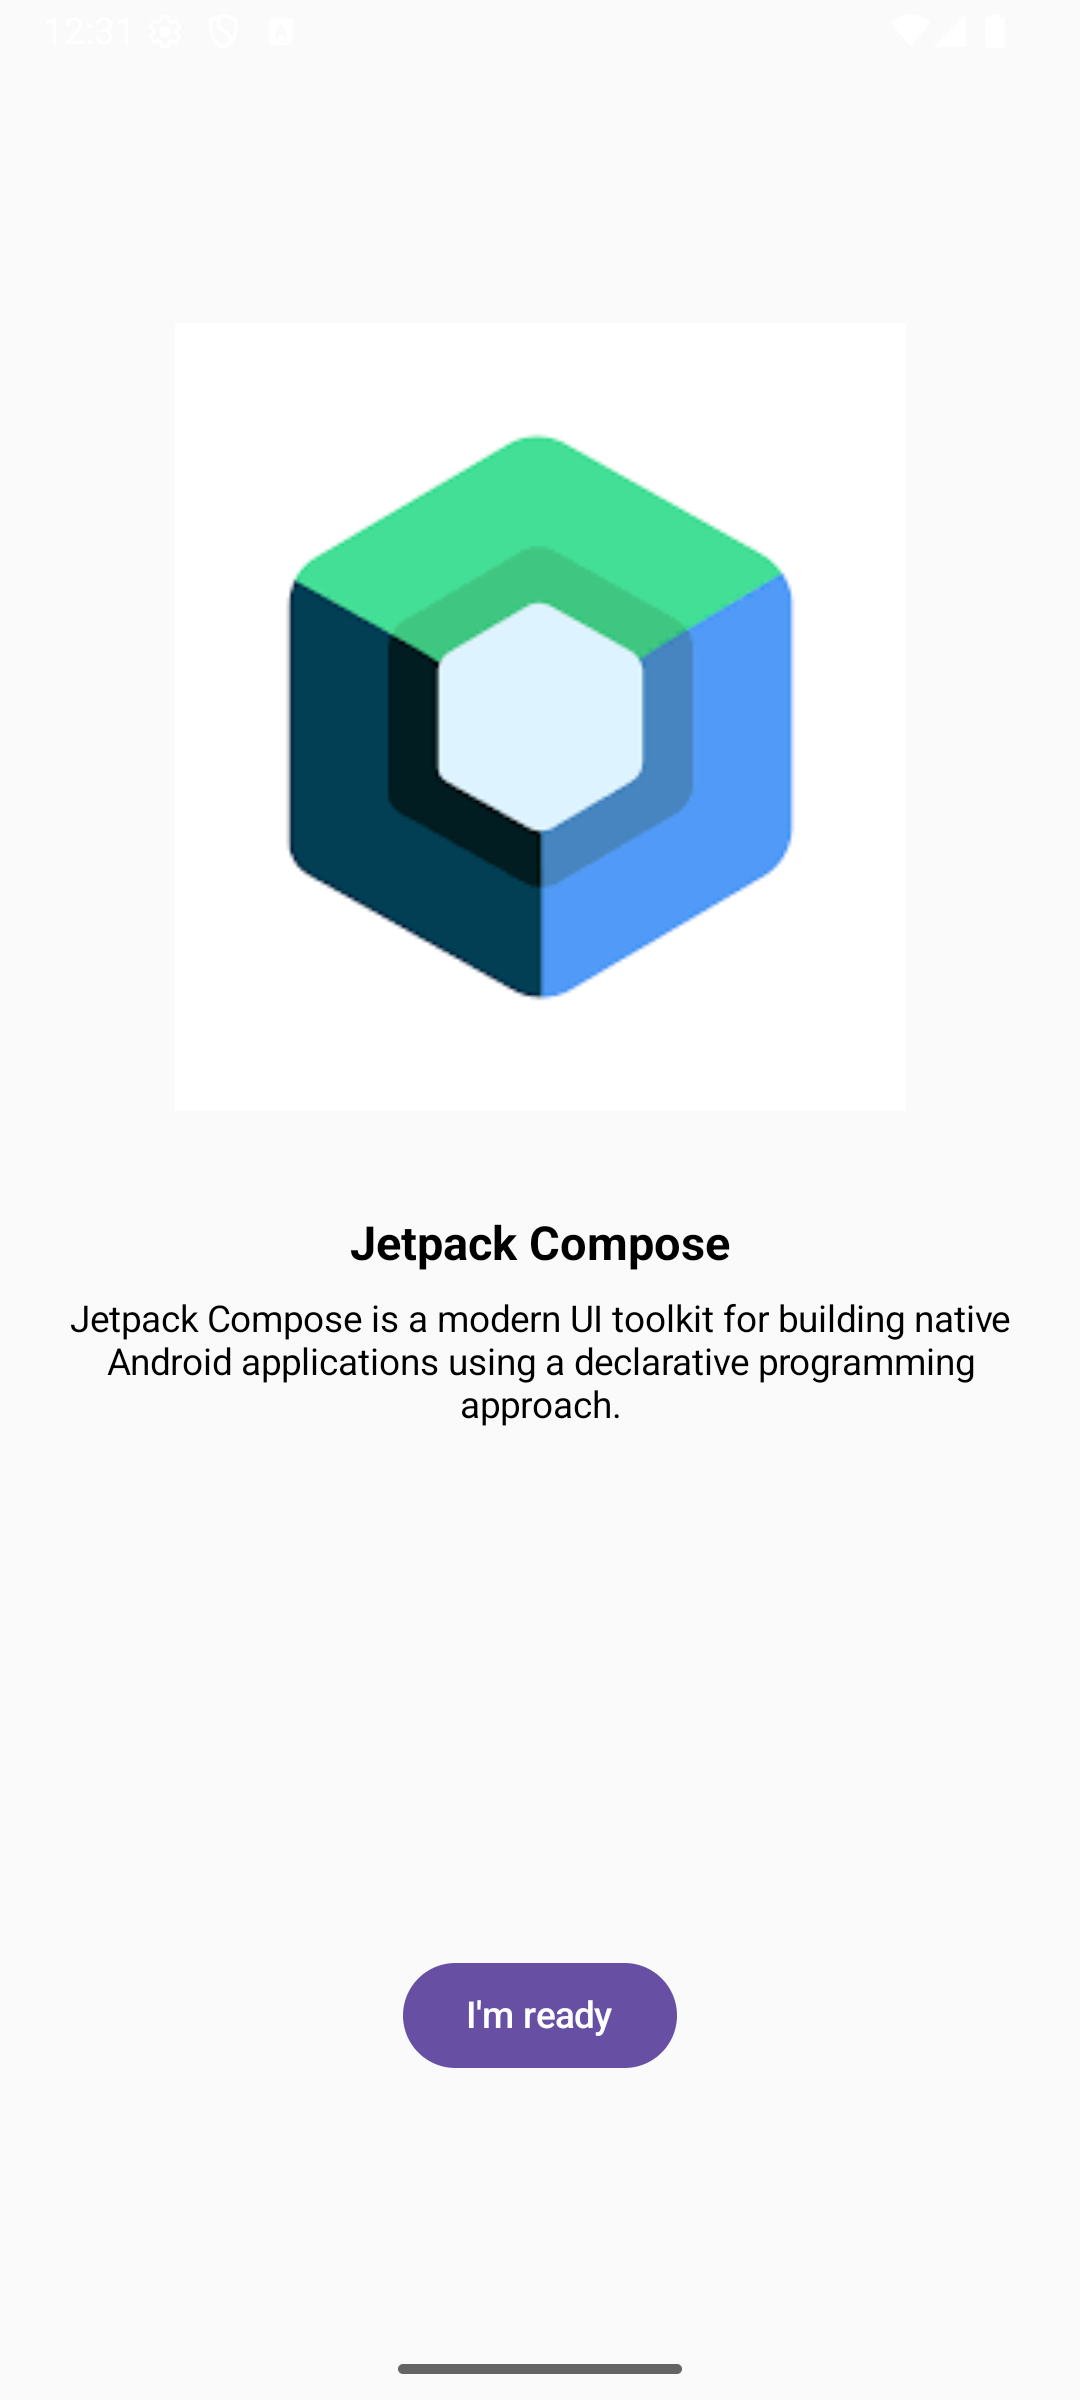 12:31
Jetpack Compose
Jetpack Compose is a modern UI toolkit for building native
Android applications using a declarative programming
approach.
I'm ready